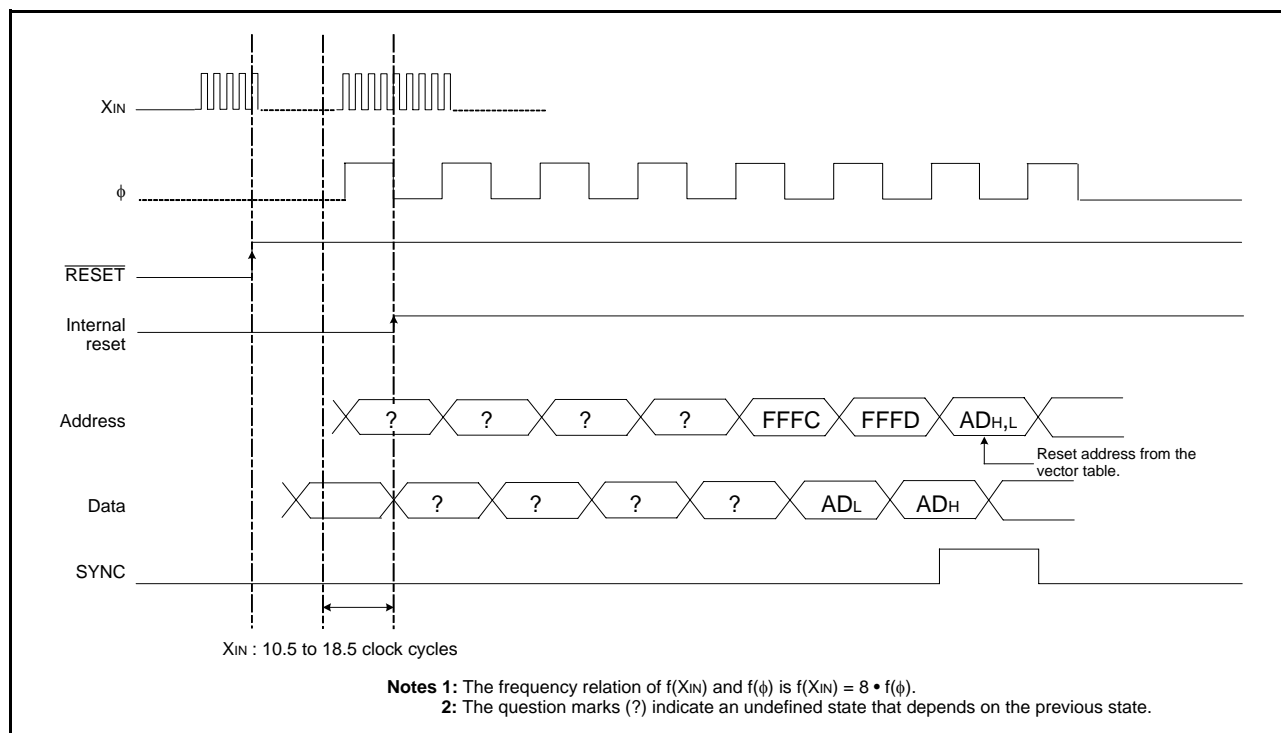 XIN
ϕ
RESET
Internal
reset
Address
? ? ? ? FFFC FFFD ADH,L
Reset address from the
vector table.
Data
? ? ? ? ADL ADH
SYNC
XIN : 10.5 to 18.5 clock cycles
Notes 1: The frequency relation of f(XIN) and f(ϕ) is f(XIN) = 8 • f(ϕ).
2: The question marks (?) indicate an undefined state that depends on the previous state.